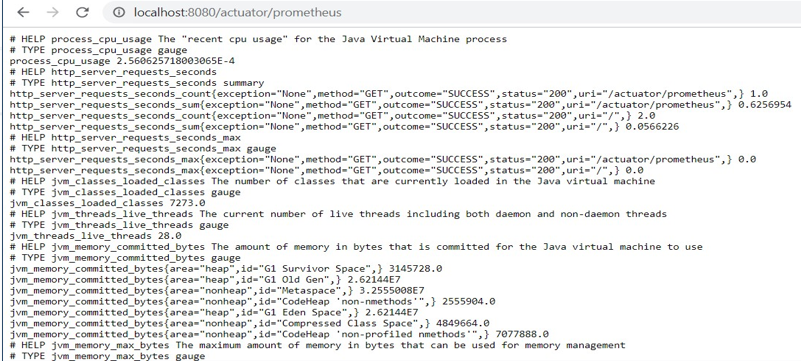 localhost:8080/actuator/prometheus
# HELP process_cpu_usage The "recent cpu usage" for the Java Virtual Machine process
# TYPE process_cpu_usage gauge
process_cpu_usage 2.560625718003065E-4
# HELP http_server_requests_seconds
# TYPE http_server_requests_seconds summary
http_server_requests_seconds_count{exception="None",method="GET",outcome="SUCCESS",status="200",uri="/actuator/prometheus",} 1.0
http_server_requests_seconds_sum{exception="None",method="GET",outcome="SUCCESS",status="200",uri="/actuator/prometheus",} 0.6256954
http_server_requests_seconds_count{exception="None",method="GET",outcome="SUCCESS",status="200",uri="/",} 2.0
http_server_requests_seconds_sum{exception="None",method="GET",outcome="SUCCESS",status="200",uri="/",} 0.0566226
# HELP http_server_requests_seconds_max
# TYPE http_server_requests_seconds_max gauge
http_server_requests_seconds_max{exception="None",method="GET",outcome="SUCCESS",status="200",uri="/actuator/prometheus",} 0.0
http_server_requests_seconds_max{exception="None",method="GET",outcome="SUCCESS",status="200",uri="/",} 0.0
# HELP jvm_classes_loaded_classes The number of classes that are currently loaded in the Java virtual machine
# TYPE jvm_classes_loaded_classes gauge
jvm_classes_loaded_classes 7273.0
# HELP jvm_threads_live_threads The current number of live threads including both daemon and non-daemon threads
# TYPE jvm_threads_live_threads gauge
jvm_threads_live_threads 28.0
# HELP jvm_memory_committed_bytes The amount of memory in bytes that is committed for the Java virtual machine to use
# TYPE jvm_memory_committed_bytes gauge
jvm_memory_committed_bytes{area="heap",id="G1 Survivor Space",} 3145728.0
jvm_memory_committed_bytes{area="heap",id="G1 Old Gen",} 2.62144E7
jvm_memory_committed_bytes{area="nonheap",id="Metaspace",} 3.2555008E7
jvm_memory_committed_bytes{area="nonheap",id="CodeHeap 'non-nmethods'",} 2555904.0
jvm_memory_committed_bytes{area="heap",id="G1 Eden Space",} 2.62144E7
jvm_memory_committed_bytes{area="nonheap",id="Compressed Class Space",} 4849664.0
jvm_memory_committed_bytes{area="nonheap",id="CodeHeap 'non-profiled nmethods'",} 7077888.0
# HELP jvm_memory_max_bytes The maximum amount of memory in bytes that can be used for memory management
# TYPE jvm_memory_max_bytes gauge